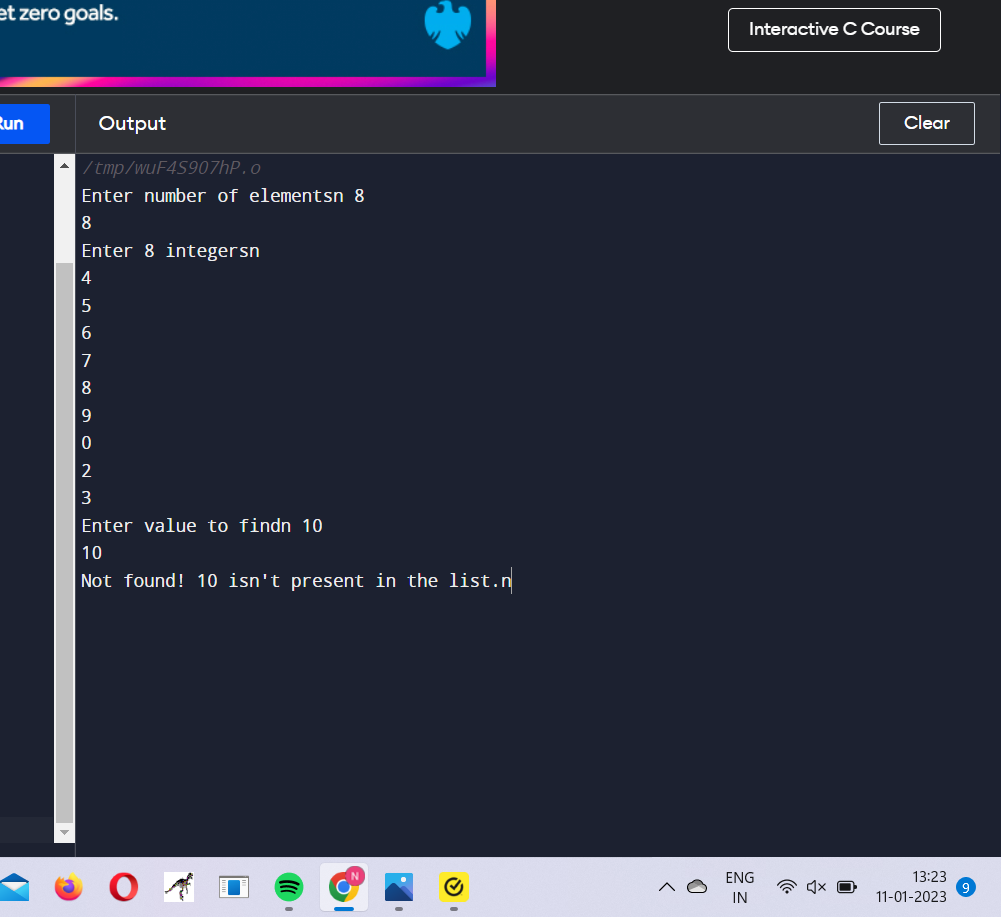 et zero goals.
Interactive C Course
Run
Output
Clear
/tmp/wuF4S9O7hP.o
Enter number of elementsn 8
8
Enter 8 integersn
4
5
6
7
8
9
0
2
3
Enter value to findn 10
10
Not found! 10 isn't present in the list.n
N
ENG
IN
13:23
11-01-2023
9